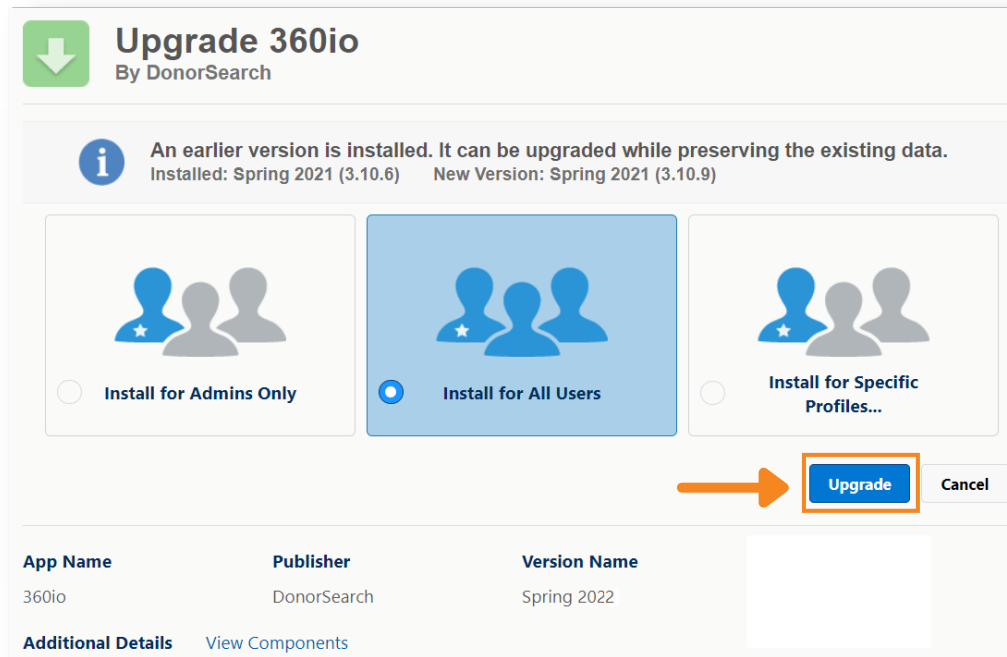 Upgrade 360io
By DonorSearch
An earlier version is installed. It can be upgraded while preserving the existing data.
Installed: Spring 2021 (3.10.6) New Version: Spring 2021 (3.10.9)
Install for Admins Only
Install for All Users
Install for Specific
Profiles...
Upgrade Cancel
App Name Publisher Version Name
360io DonorSearch Spring 2022
Additional Details View Components